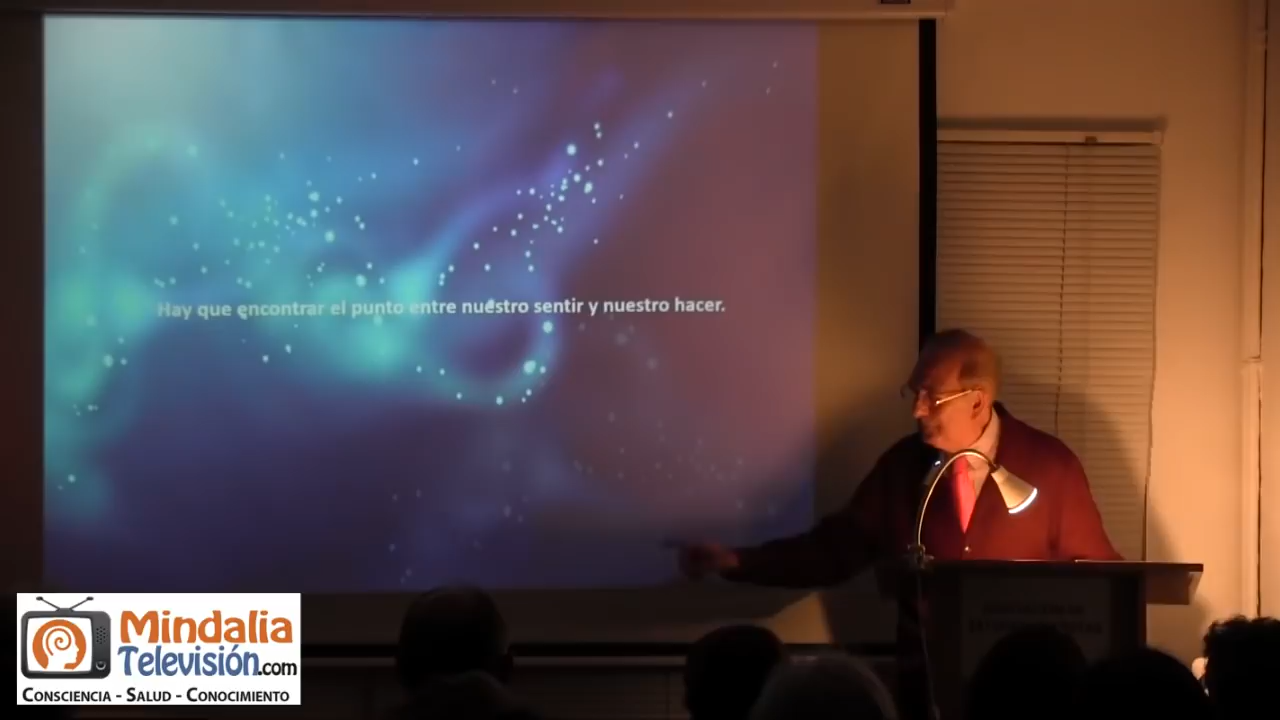 Hay que encontrar el punto entre nuestro sentir y nuestro hacer.
Mindalia
Televisión.com
CONSCIENCIA - SALUD - CONOCIMIENTO